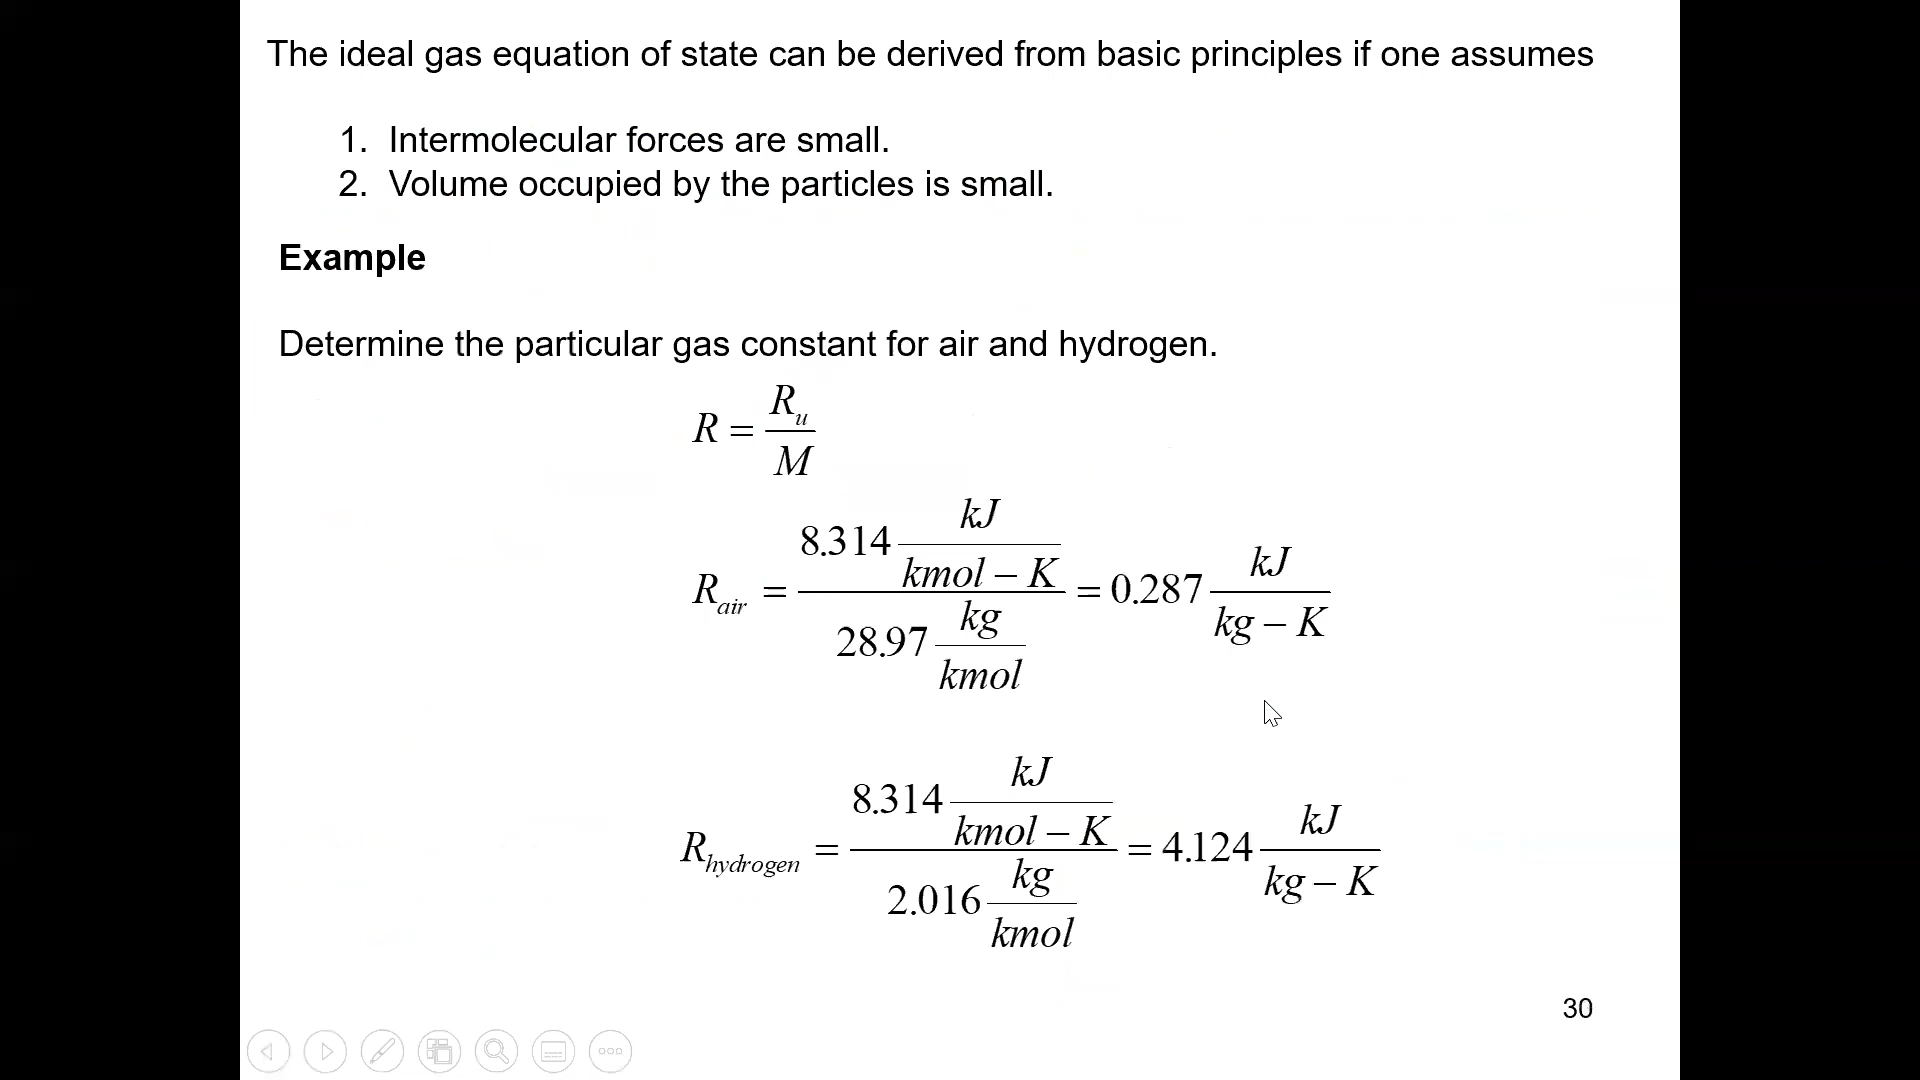 The ideal gas equation of state can be derived from basic principles if one assumes
1. Intermolecular forces are small.
2. Volume occupied by the particles is small.
Example
Determine the particular gas constant for air and hydrogen.
R = R_u / M
R_air = (8.314 kJ / (kmol − K)) / (28.97 kg / kmol) = 0.287 kJ / (kg − K)
R_hydrogen = (8.314 kJ / (kmol − K)) / (2.016 kg / kmol) = 4.124 kJ / (kg − K)
30